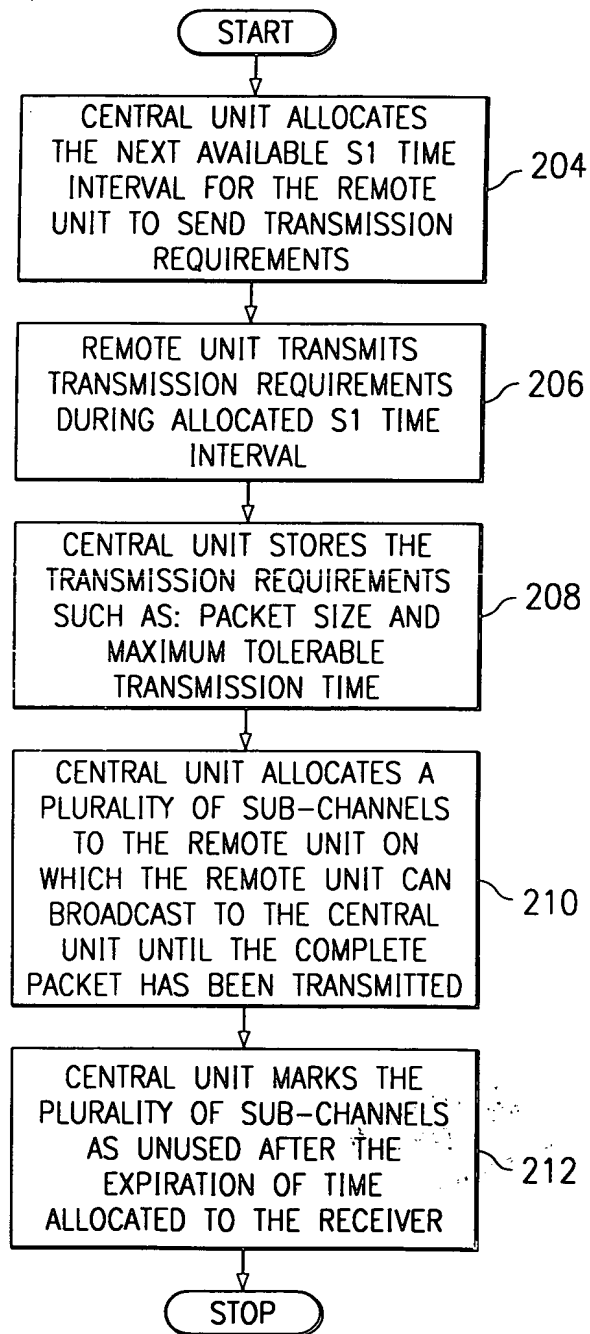 START
CENTRAL UNIT ALLOCATES
THE NEXT AVAILABLE S1 TIME
INTERVAL FOR THE REMOTE
UNIT TO SEND TRANSMISSION
REQUIREMENTS
204
REMOTE UNIT TRANSMITS
TRANSMISSION REQUIREMENTS
DURING ALLOCATED S1 TIME
INTERVAL
206
CENTRAL UNIT STORES THE
TRANSMISSION REQUIREMENTS
SUCH AS: PACKET SIZE AND
MAXIMUM TOLERABLE
TRANSMISSION TIME
208
CENTRAL UNIT ALLOCATES A
PLURALITY OF SUB-CHANNELS
TO THE REMOTE UNIT ON
WHICH THE REMOTE UNIT CAN
BROADCAST TO THE CENTRAL
UNIT UNTIL THE COMPLETE
PACKET HAS BEEN TRANSMITTED
210
CENTRAL UNIT MARKS THE
PLURALITY OF SUB-CHANNELS
AS UNUSED AFTER THE
EXPIRATION OF TIME
ALLOCATED TO THE RECEIVER
212
STOP